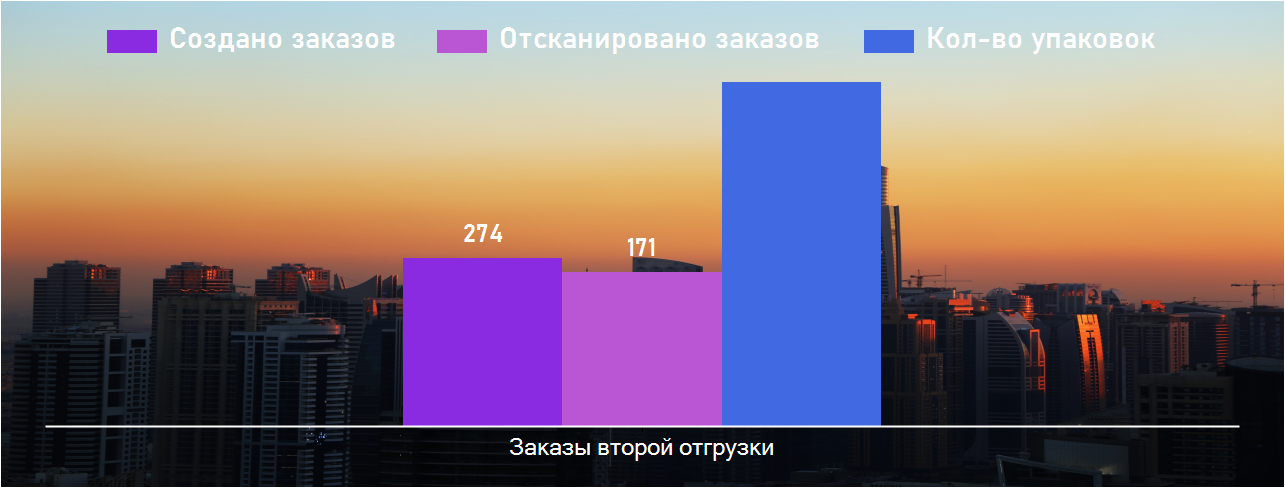 Создано заказов Отсканировано заказов Кол-во упаковок
274
171
Заказы второй отгрузки